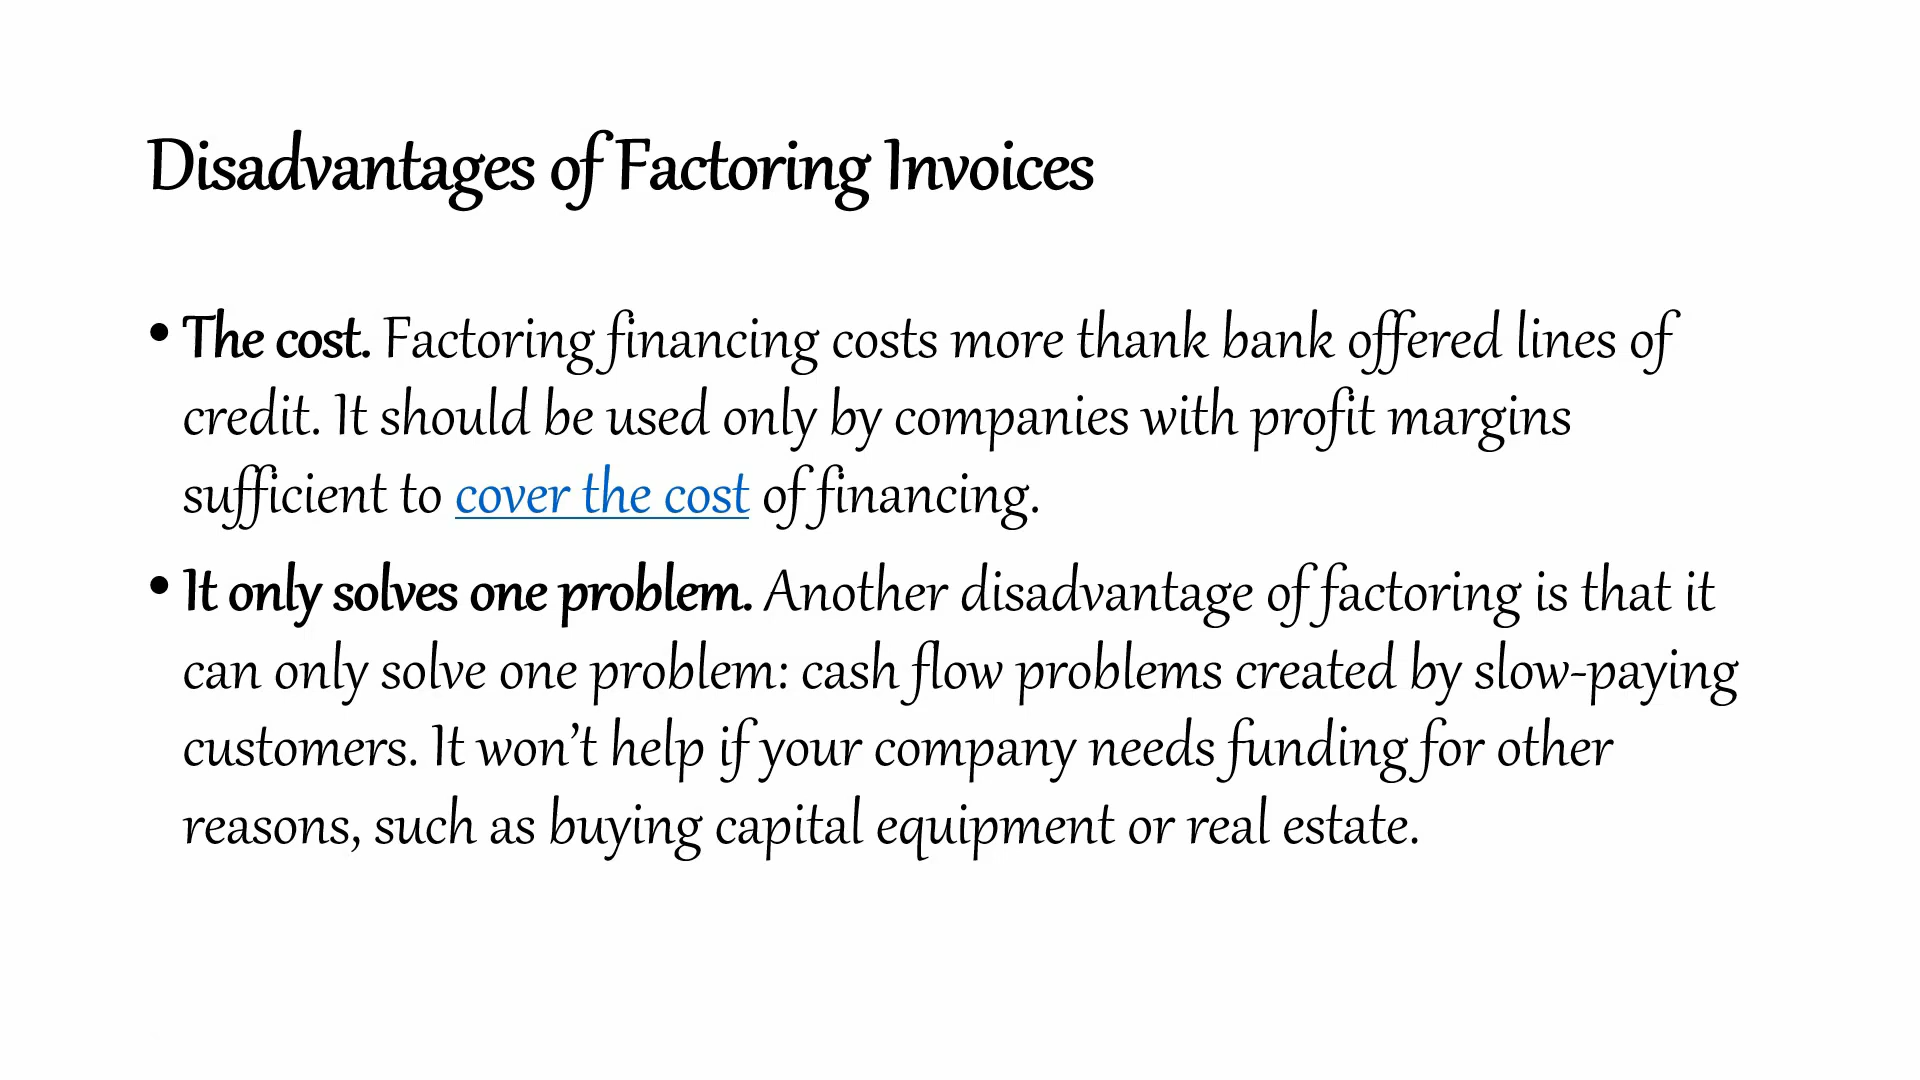 Disadvantages of Factoring Invoices
• The cost. Factoring financing costs more thank bank offered lines of
credit. It should be used only by companies with profit margins
sufficient to cover the cost of financing.
• It only solves one problem. Another disadvantage of factoring is that it
can only solve one problem: cash flow problems created by slow-paying
customers. It won’t help if your company needs funding for other
reasons, such as buying capital equipment or real estate.